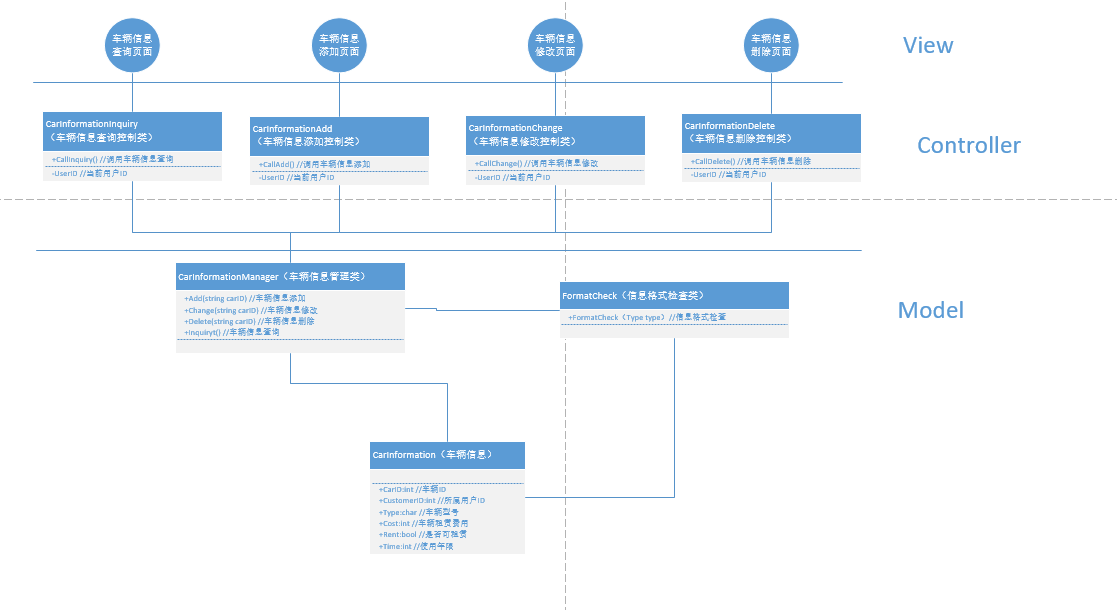 车辆信息
查询页面
车辆信息
添加页面
车辆信息
修改页面
车辆信息
删除页面
View
CarInformationInquiry
（车辆信息查询控制类）
+CallInquiry() //调用车辆信息查询
-UserID //当前用户ID
CarInformationAdd
（车辆信息添加控制类）
+CallAdd() //调用车辆信息添加
-UserID //当前用户ID
CarInformationChange
（车辆信息修改控制类）
+CallChange() //调用车辆信息修改
-UserID //当前用户ID
CarInformationDelete
（车辆信息删除控制类）
+CallDelete() //调用车辆信息删除
-UserID //当前用户ID
Controller
CarInformationManager（车辆信息管理类）
+Add(string carID) //车辆信息添加
+Change(string carID) //车辆信息修改
+Delete(string carID) //车辆信息删除
+Inquiryt() //车辆信息查询
FormatCheck（信息格式检查类）
+FormatCheck（Type type）//信息格式检查
Model
CarInformation（车辆信息）
+CarID:int //车辆ID
+CustomerID:int //所属用户ID
+Type:char //车辆型号
+Cost:int //车辆租赁费用
+Rent:bool //是否可租赁
+Time:int //使用年限